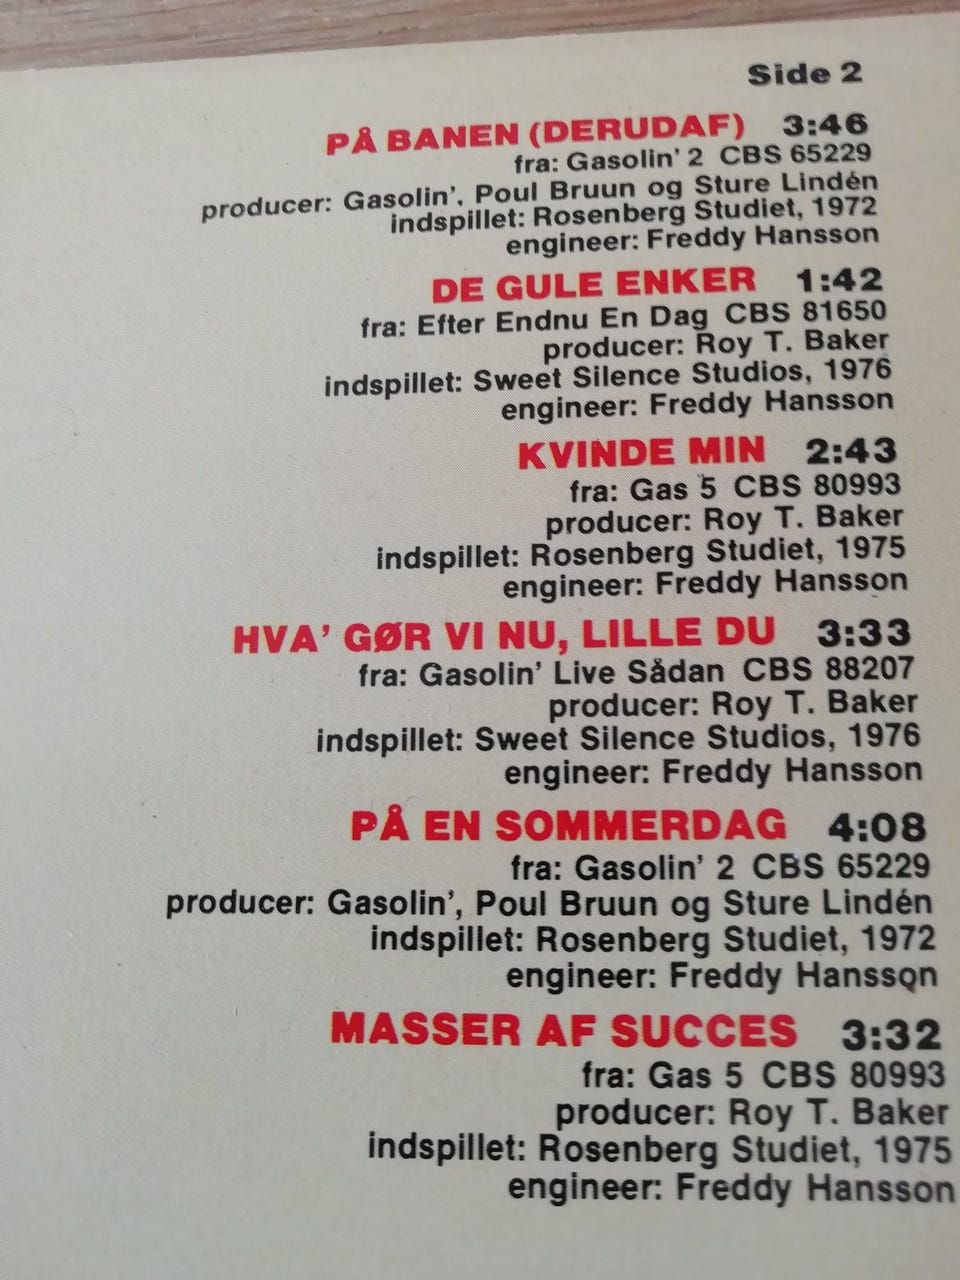 Side 2
PÅ BANEN (DERUDAF) 3:46
fra: Gasolin' 2 CBS 65229
producer: Gasolin', Poul Bruun og Sture Lindén
indspillet: Rosenberg Studiet, 1972
engineer: Freddy Hansson
DE GULE ENKER 1:42
fra: Efter Endnu En Dag CBS 81650
producer: Roy T. Baker
indspillet: Sweet Silence Studios, 1976
engineer: Freddy Hansson
KVINDE MIN 2:43
fra: Gas 5 CBS 80993
producer: Roy T. Baker
indspillet: Rosenberg Studiet, 1975
engineer: Freddy Hansson
HVA' GØR VI NU, LILLE DU 3:33
fra: Gasolin' Live Sådan CBS 88207
producer: Roy T. Baker
indspillet: Sweet Silence Studios, 1976
engineer: Freddy Hansson
PÅ EN SOMMERDAG 4:08
fra: Gasolin' 2 CBS 65229
producer: Gasolin', Poul Bruun og Sture Lindén
indspillet: Rosenberg Studiet, 1972
engineer: Freddy Hansson
MASSER AF SUCCES 3:32
fra: Gas 5 CBS 80993
producer: Roy T. Baker
indspillet: Rosenberg Studiet, 1975
engineer: Freddy Hansson